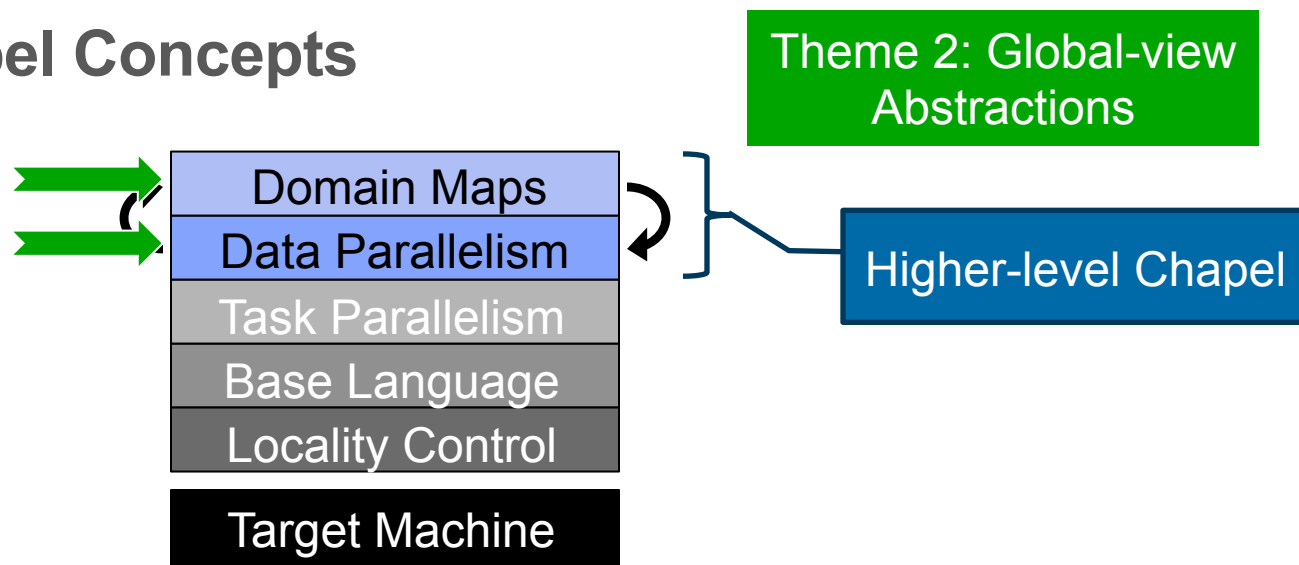 pel Concepts
Theme 2: Global-view
Abstractions
Domain Maps
Data Parallelism
Higher-level Chapel
Task Parallelism
Base Language
Locality Control
Target Machine